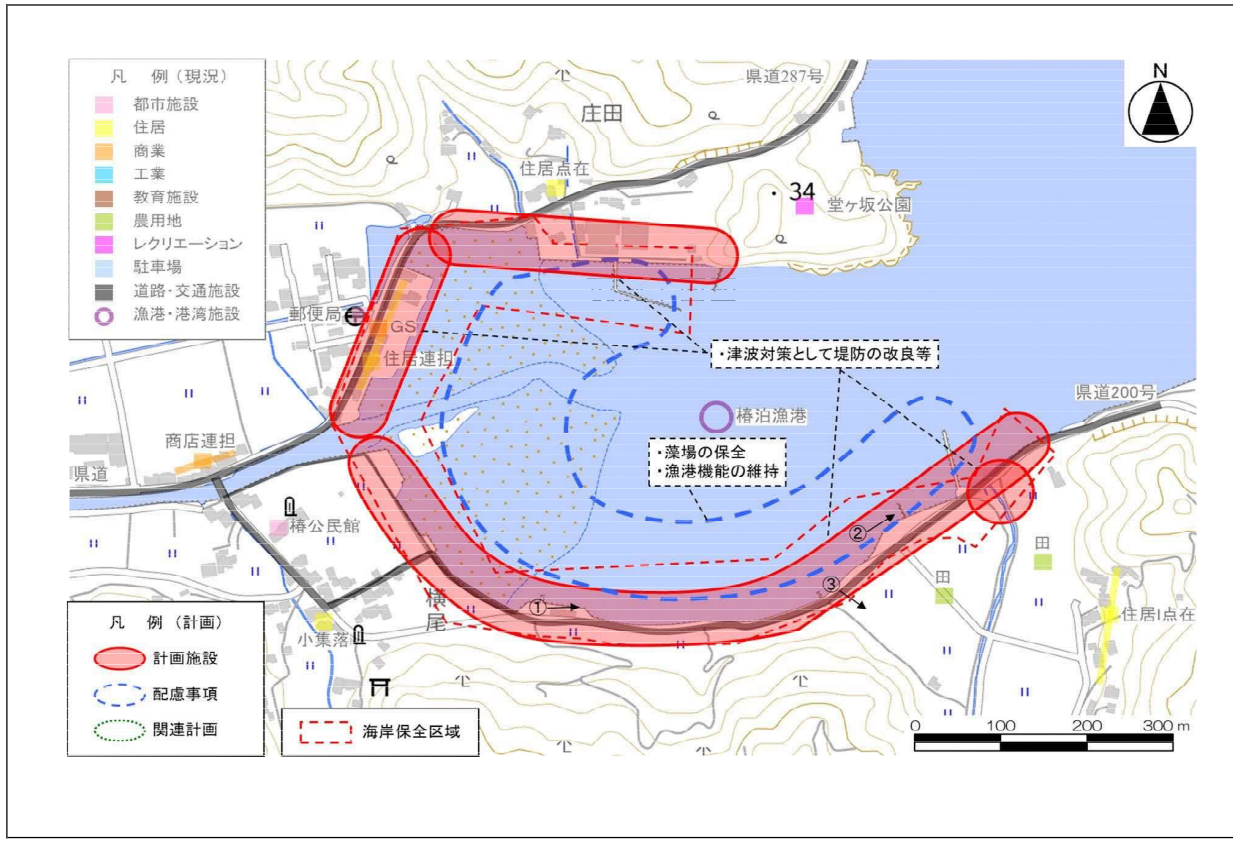 凡 例（現況）
都市施設
住居
商業
工業
教育施設
農用地
レクリエーション
駐車場
道路・交通施設
漁港・港湾施設
県道287号
N
庄田
住居点在
34
堂ヶ坂公園
郵便局
GS
住居連担
・津波対策として堤防の改良等
県道200号
椿泊漁港
商店連担
県道
・藻場の保全
・漁港機能の維持
椿公民館
②
田
③
田
①
横尾
住居点在
小集落
凡 例（計画）
計画施設
配慮事項
関連計画
海岸保全区域
0 100 200 300 m